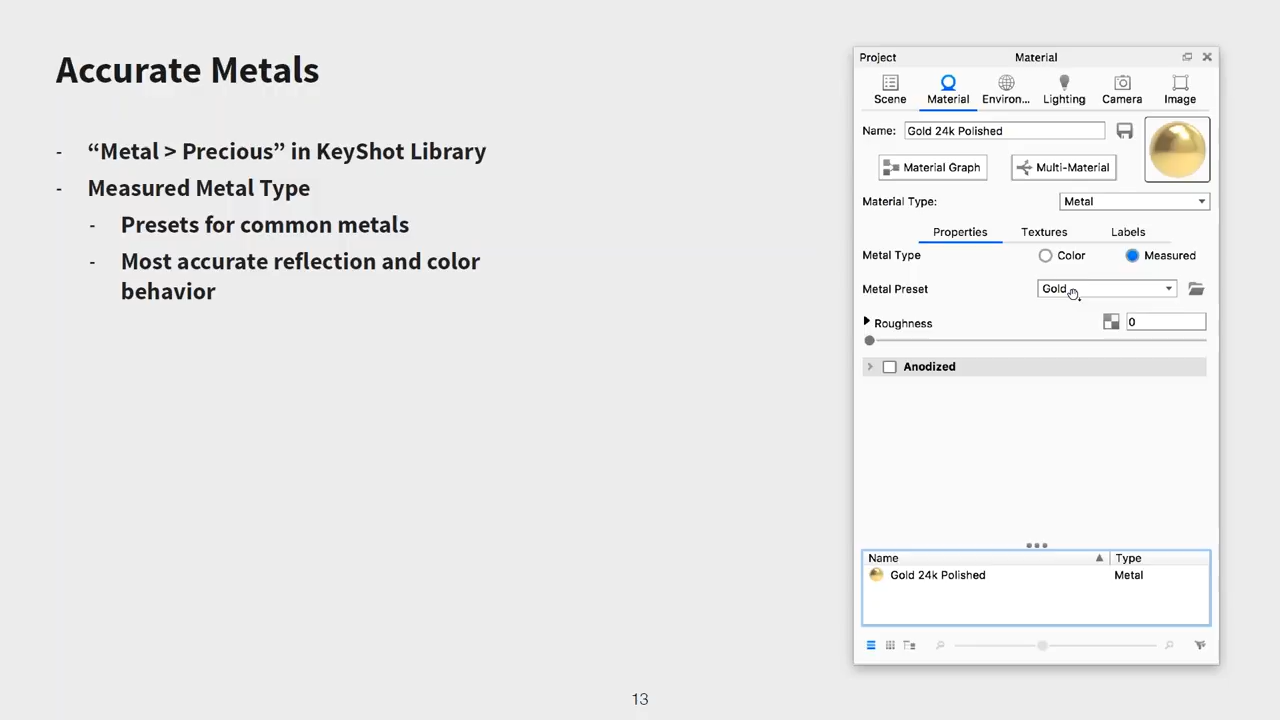 Accurate Metals
- “Metal > Precious” in KeyShot Library
- Measured Metal Type
- Presets for common metals
- Most accurate reflection and color
behavior
Project
Material
Scene
Material
Environ...
Lighting
Camera
Image
Name:
Gold 24k Polished
Material Graph
Multi-Material
Material Type:
Metal
Properties
Textures
Labels
Metal Type
Color
Measured
Metal Preset
Gold
Roughness
0
Anodized
Name
Type
Gold 24k Polished
Metal
13